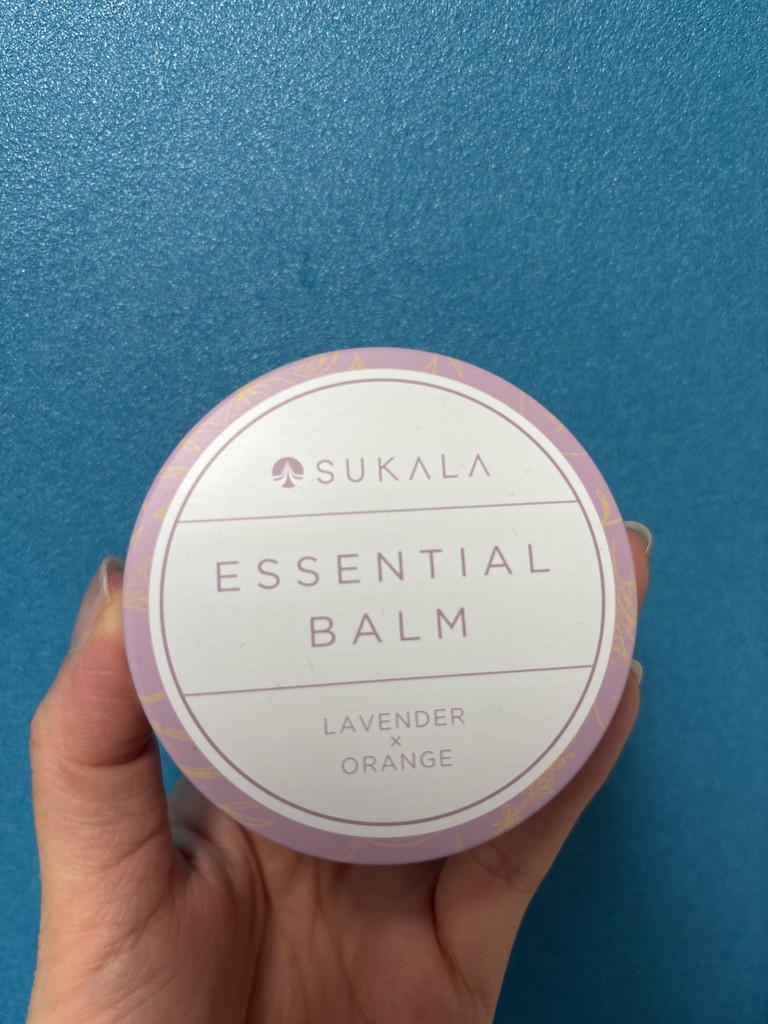 SUKALA
ESSENTIAL
BALM
LAVENDER
×
ORANGE